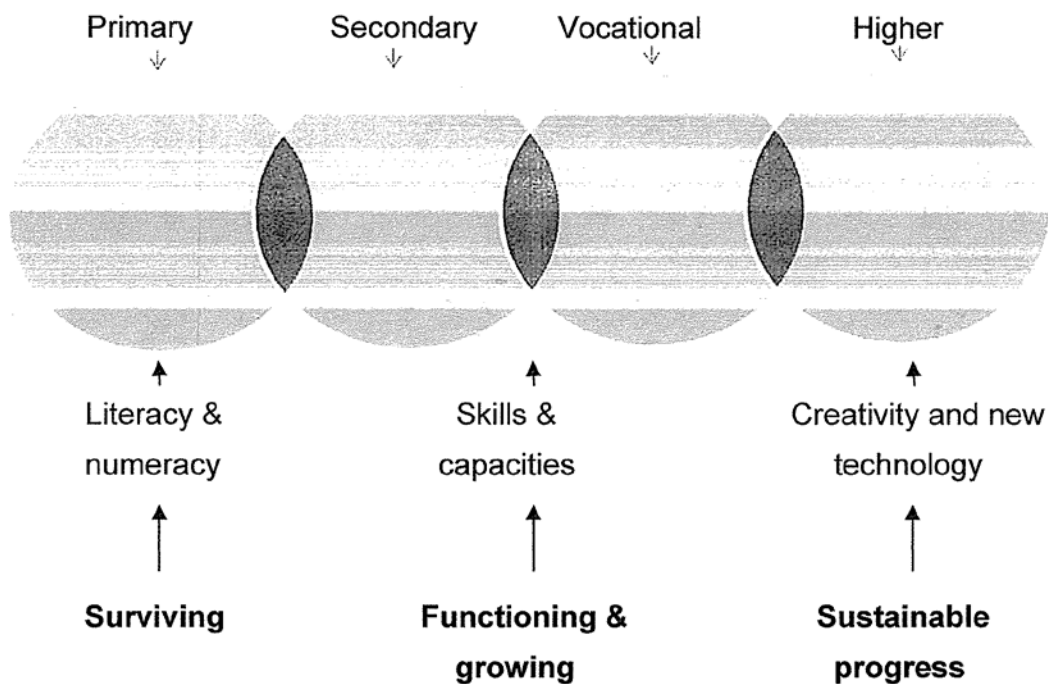 Primary
Secondary
Vocational
Higher
Literacy &
numeracy
Skills &
capacities
Creativity and new
technology
Surviving
Functioning &
growing
Sustainable
progress